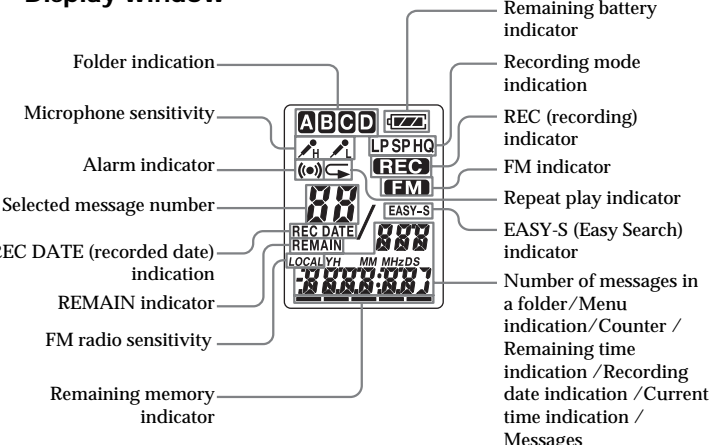 Display Window
Folder indication
Microphone sensitivity
Alarm indicator
Selected message number
REC DATE (recorded date)
indication
REMAIN indicator
FM radio sensitivity
Remaining memory
indicator
A B C D
H L
LP SP HQ
REC
FM
EASY-S
REC DATE
REMAIN
LOCAL YH MM MHz DS
Remaining battery
indicator
Recording mode
indication
REC (recording)
indicator
FM indicator
Repeat play indicator
EASY-S (Easy Search)
indicator
Number of messages in
a folder/Menu
indication/Counter /
Remaining time
indication /Recording
date indication /Current
time indication /
Messages